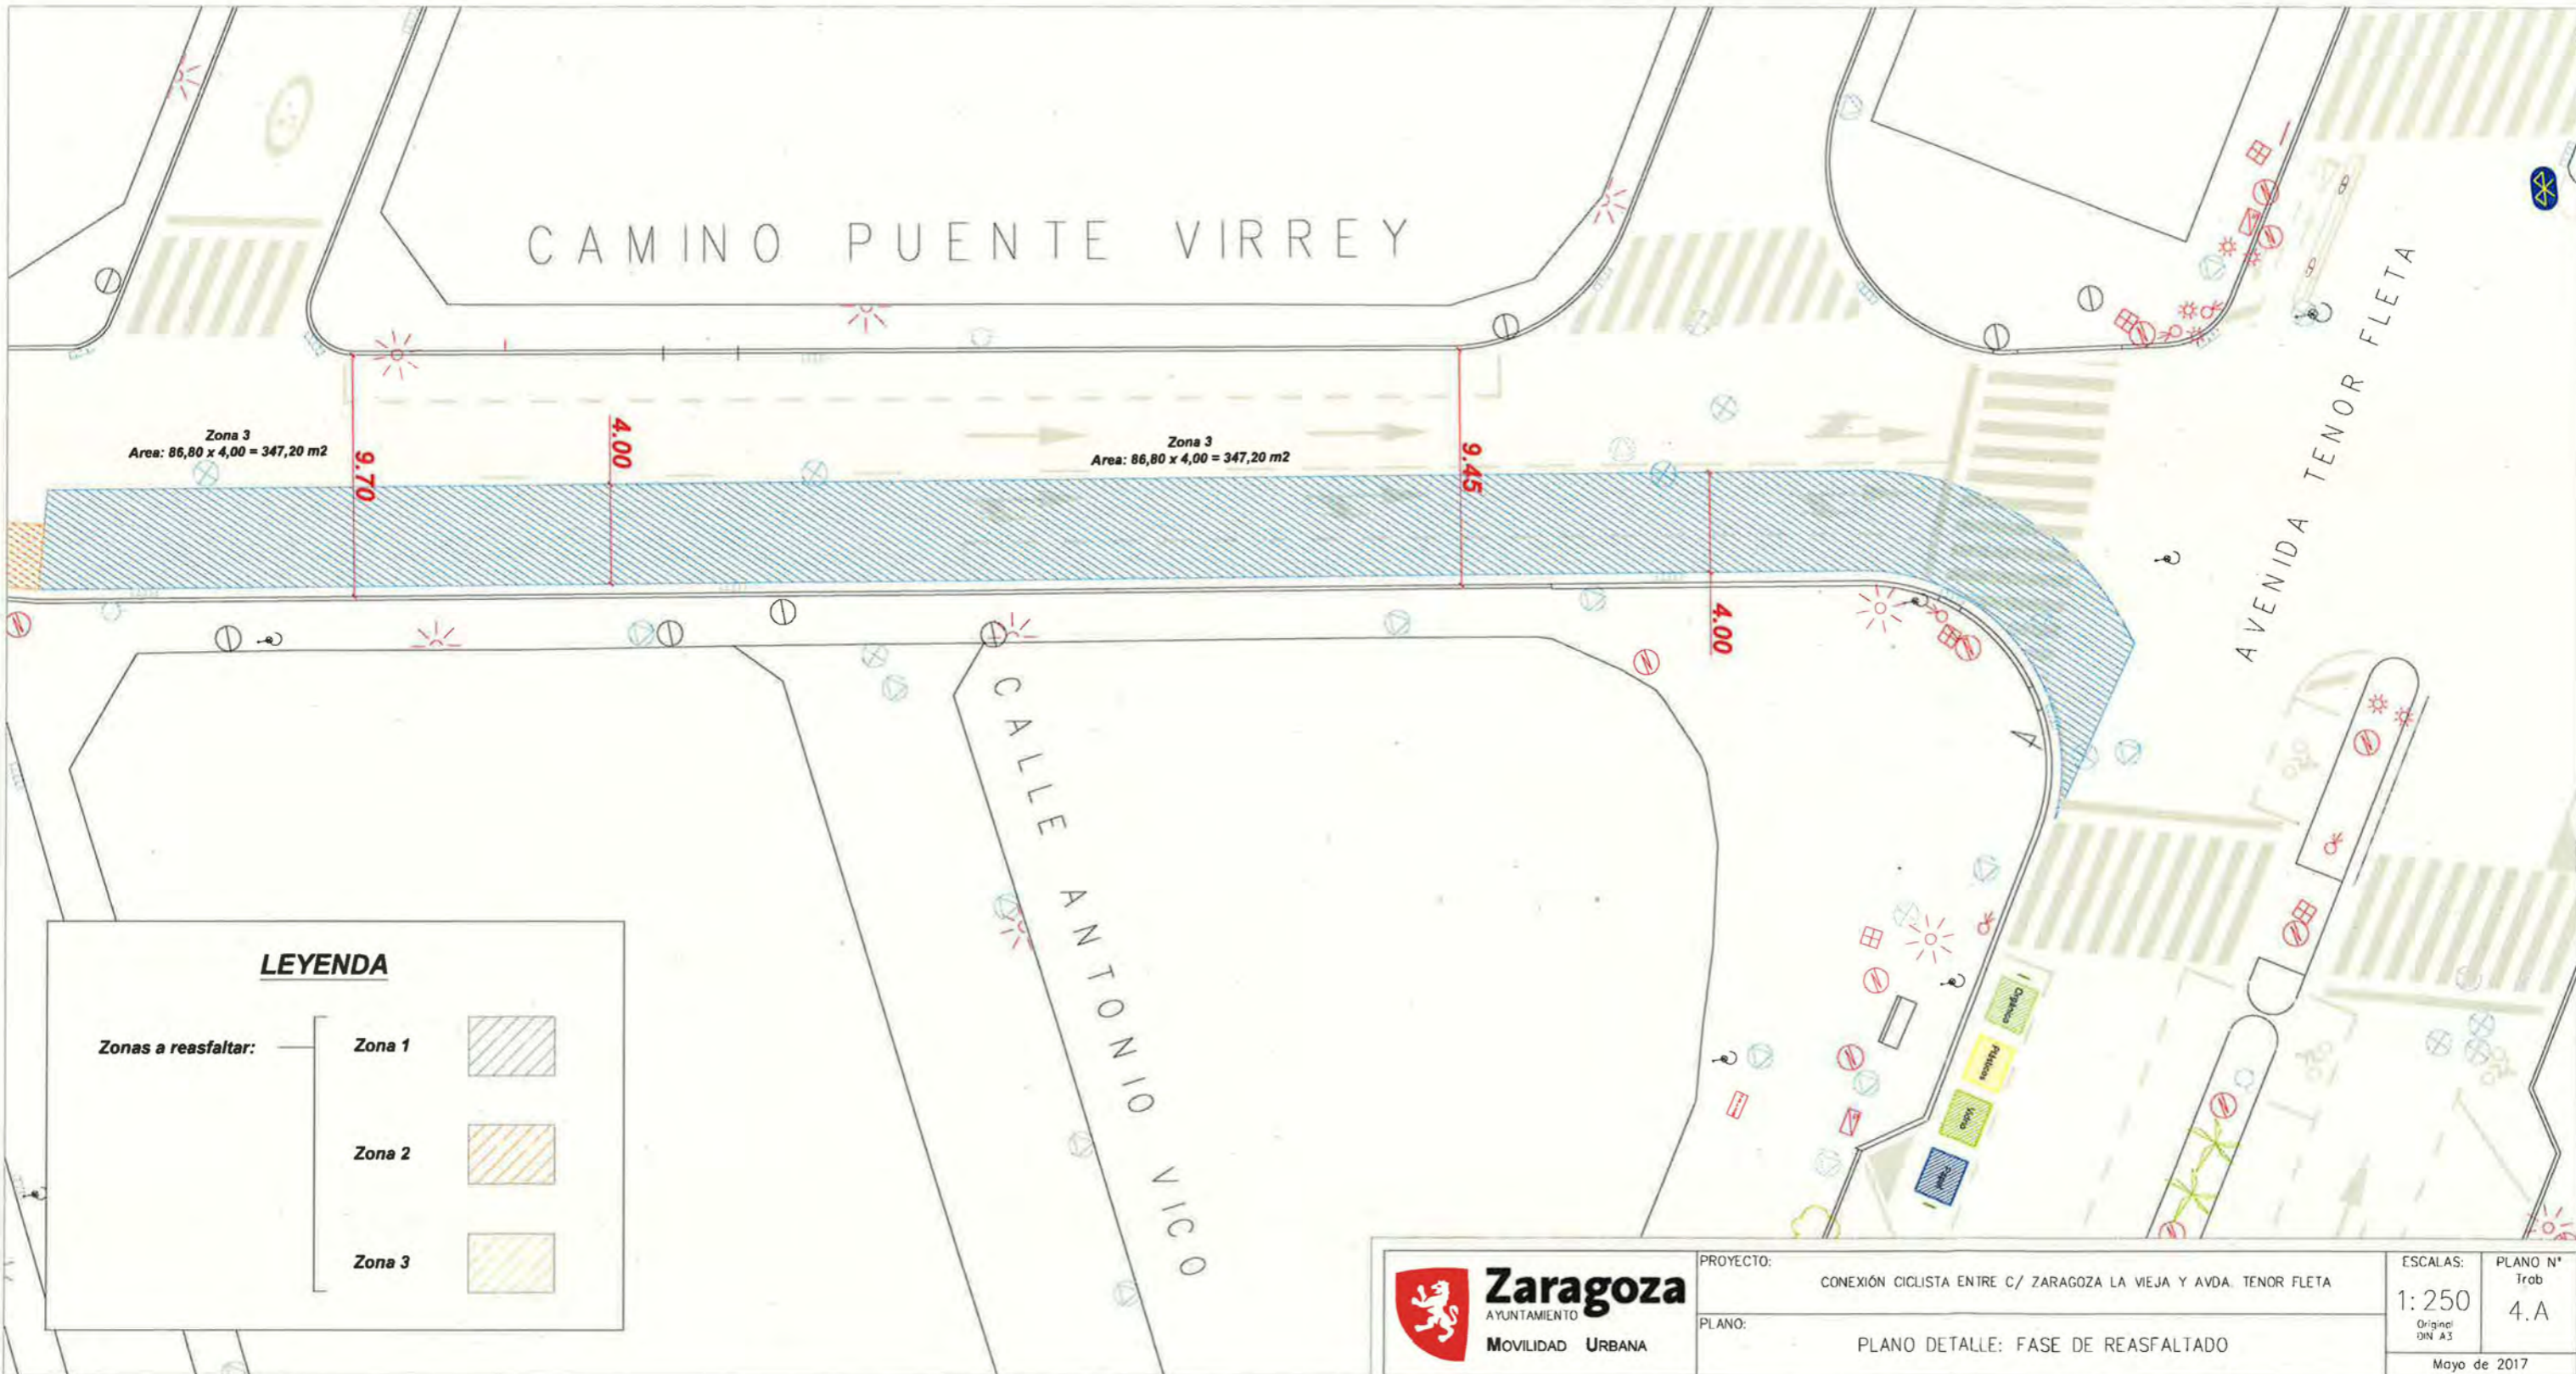 CAMINO PUENTE VIRREY
AVENIDA TENOR FLETA
Zona 3
Area: 86,80 x 4,00 = 347,20 m2
9.70
4.00
Zona 3
Area: 86,80 x 4,00 = 347,20 m2
9.45
4.00
CALLE ANTONIO VICO
Orgánica
Plásticos
Vidrio
Papel
LEYENDA
Zonas a reasfaltar:
Zona 1
Zona 2
Zona 3
Zaragoza
AYUNTAMIENTO
MOVILIDAD URBANA
PROYECTO:
CONEXIÓN CICLISTA ENTRE C/ ZARAGOZA LA VIEJA Y AVDA. TENOR FLETA
PLANO:
PLANO DETALLE: FASE DE REASFALTADO
ESCALAS:
1:250
Original
DIN A3
PLANO Nº
Trab
4.A
Mayo de 2017